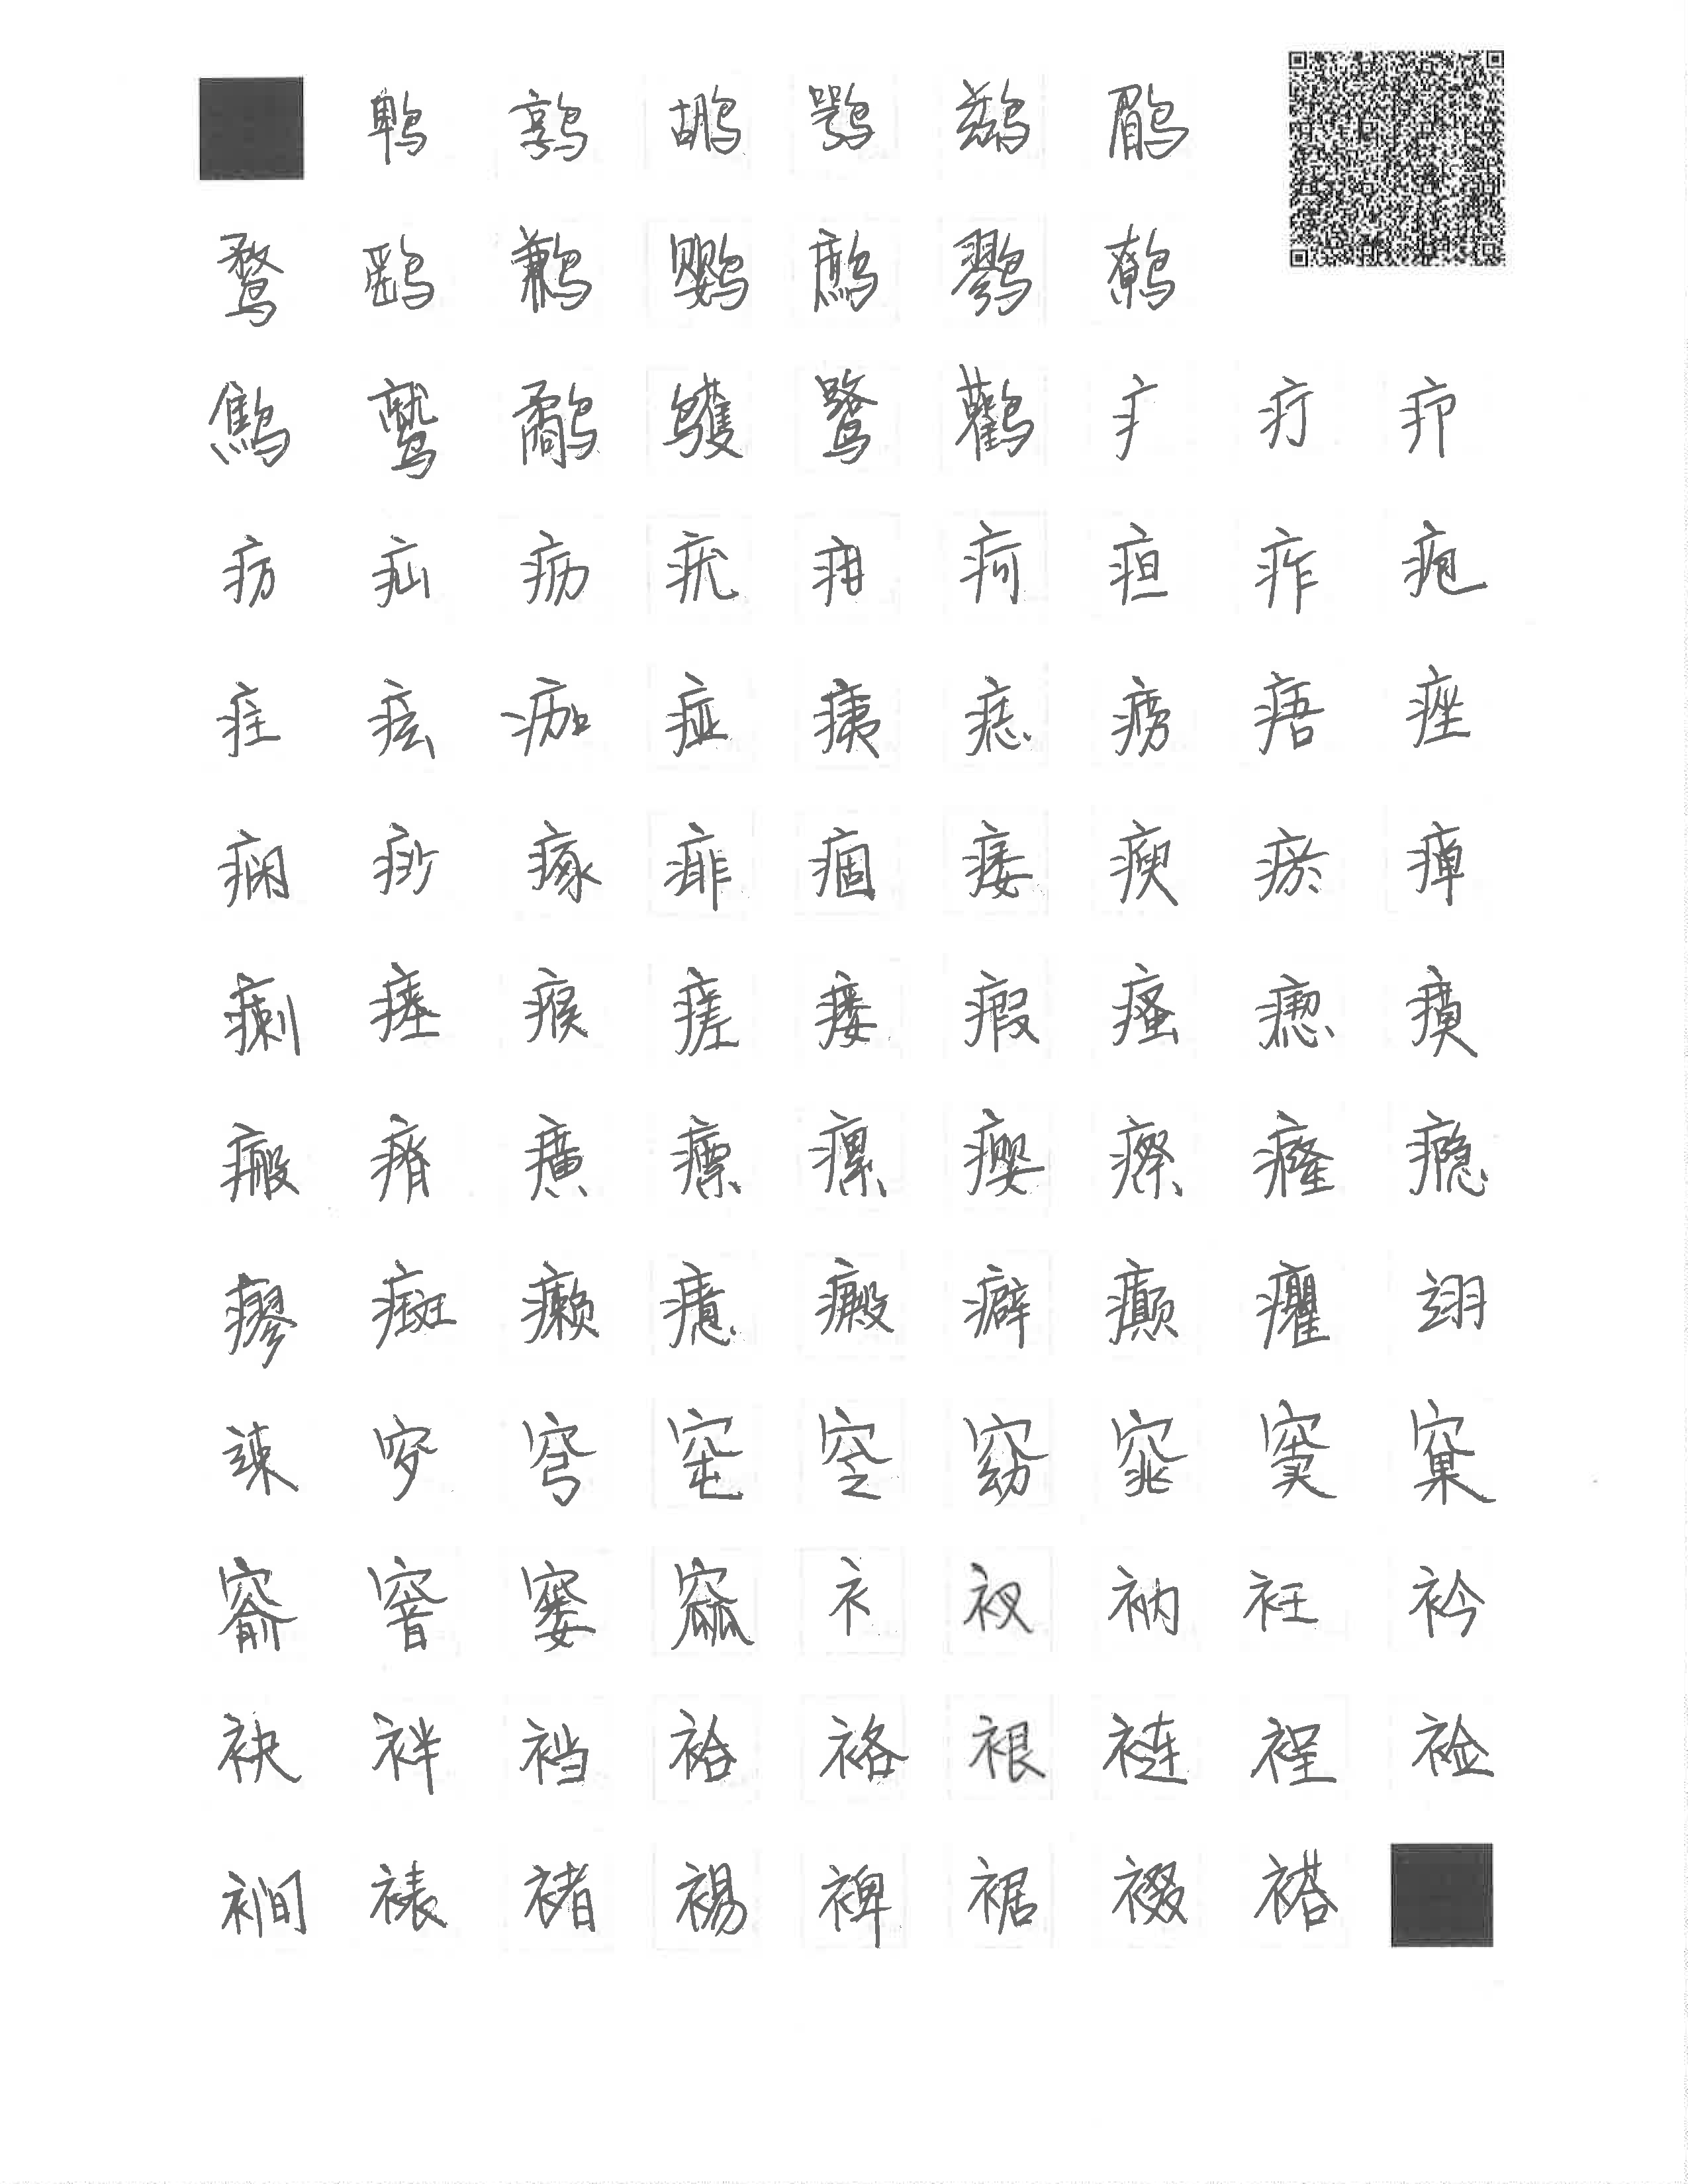 鹎 鹑 鹕 鹗 鹚 鹛
鹜 鹞 鹣 鹦 鹧 鹨 鹩
鹪 鹫 鹬 鹱 鹭 鹳 疒 疔 疖
疠 疝 疬 疣 疳 疴 疸 痄 疱
疰 痃 痂 痖 痍 痣 痨 痦 痤
痫 痧 瘃 痱 痼 痿 瘐 瘀 瘅
瘌 瘗 瘊 瘥 瘘 瘕 瘙 瘛 瘼
瘢 瘠 癀 瘭 瘰 瘿 瘵 癃 瘾
瘳 癍 癞 癔 癜 癖 癫 癯 翊
竦 穸 穹 窀 窆 窈 窕 窦 窠
窬 窨 窭 窳 衤 衩 衲 衽 衿
袂 袢 裆 袷 袼 裉 裢 裎 裣
裥 裱 褚 裼 裨 裾 裰 褡